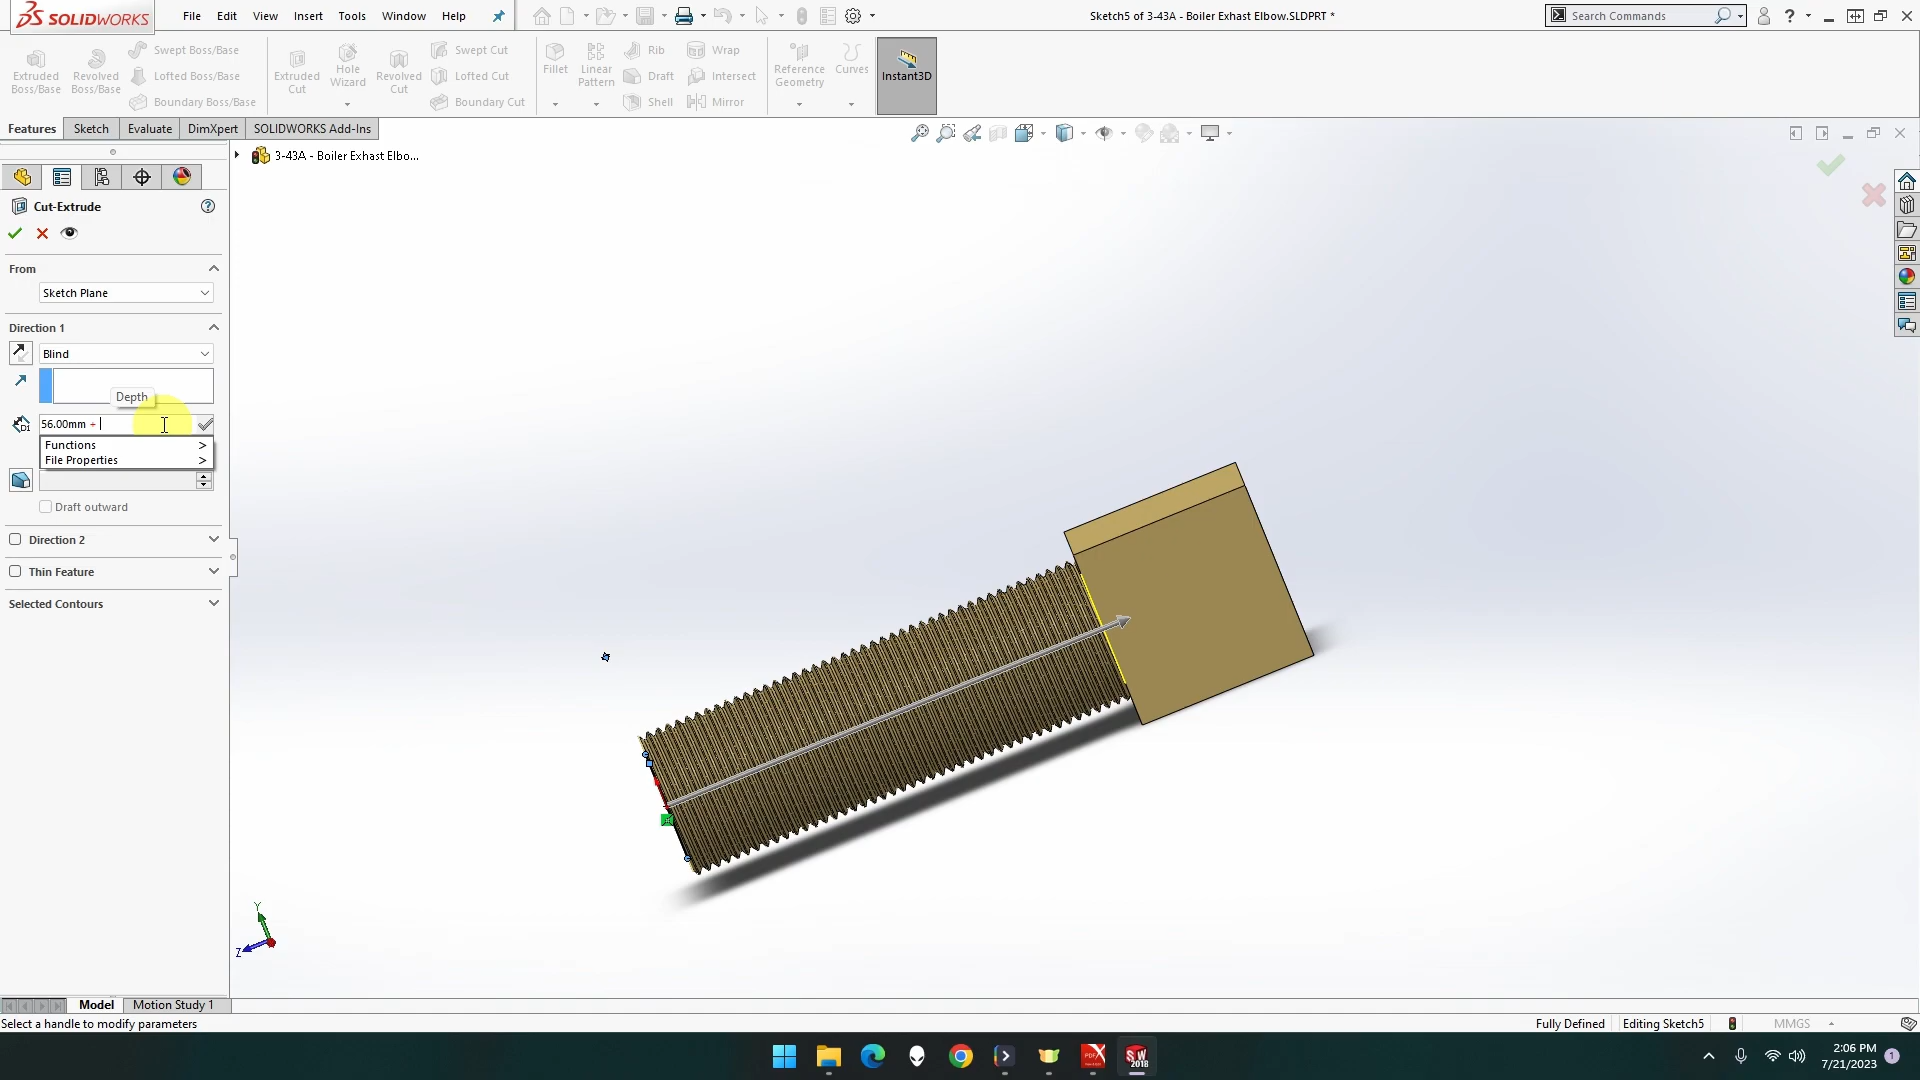 SOLIDWORKS
File Edit View Insert Tools Window Help
Sketch5 of 3-43A - Boiler Exhast Elbow.SLDPRT *
Search Commands
Extruded Boss/Base
Revolved Boss/Base
Swept Boss/Base
Lofted Boss/Base
Boundary Boss/Base
Extruded Cut
Hole Wizard
Revolved Cut
Swept Cut
Lofted Cut
Boundary Cut
Fillet
Linear Pattern
Rib
Draft
Shell
Wrap
Intersect
Mirror
Reference Geometry
Curves
Instant3D
Features Sketch Evaluate DimXpert SOLIDWORKS Add-Ins
3-43A - Boiler Exhast Elbo...
Cut-Extrude
From
Sketch Plane
Direction 1
Blind
Depth
56.00mm +
Functions >
File Properties >
Draft outward
Direction 2
Thin Feature
Selected Contours
Y
Z
Model Motion Study 1
Select a handle to modify parameters
Fully Defined Editing Sketch5 MMGS
2:06 PM
7/21/2023
1